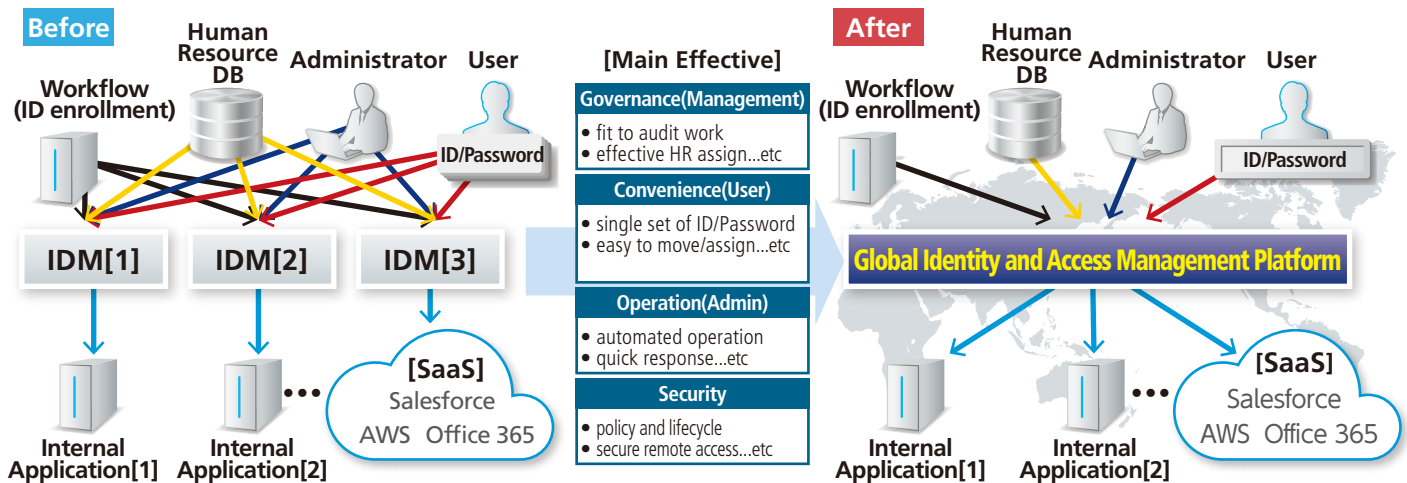 Before
Workflow
(ID enrollment)
Human
Resource
DB
Administrator
User
ID/Password
IDM[1]
IDM[2]
IDM[3]
Internal
Application[1]
Internal
Application[2]
•••
[SaaS]
Salesforce
AWS Office 365
[Main Effective]
Governance(Management)
• fit to audit work
• effective HR assign...etc
Convenience(User)
• single set of ID/Password
• easy to move/assign...etc
Operation(Admin)
• automated operation
• quick response...etc
Security
• policy and lifecycle
• secure remote access...etc
After
Workflow
(ID enrollment)
Human
Resource
DB
Administrator
User
ID/Password
Global Identity and Access Management Platform
Internal
Application[1]
Internal
Application[2]
•••
[SaaS]
Salesforce
AWS Office 365